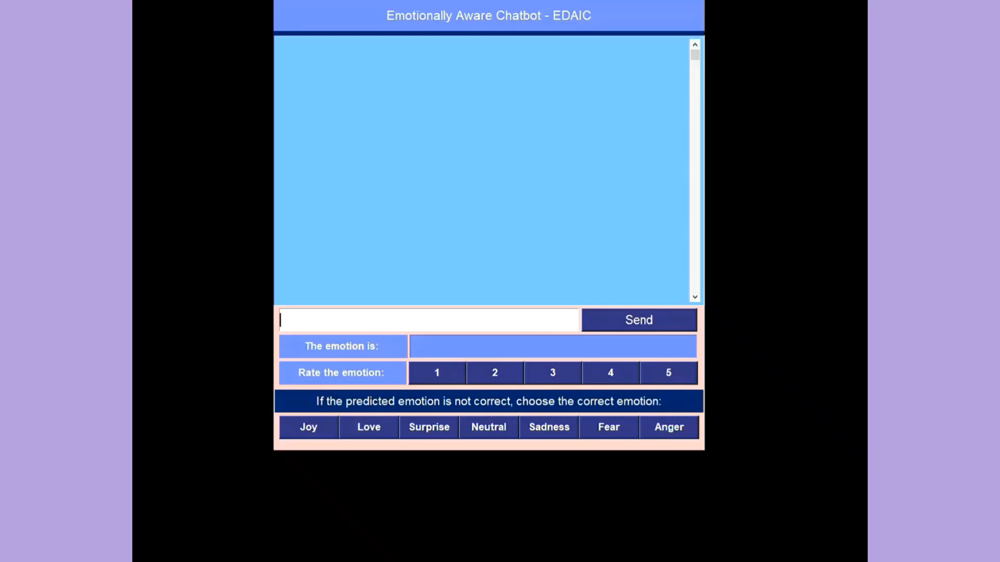 Emotionally Aware Chatbot - EDAIC
Send
The emotion is:
Rate the emotion: 1 2 3 4 5
If the predicted emotion is not correct, choose the correct emotion:
Joy Love Surprise Neutral Sadness Fear Anger